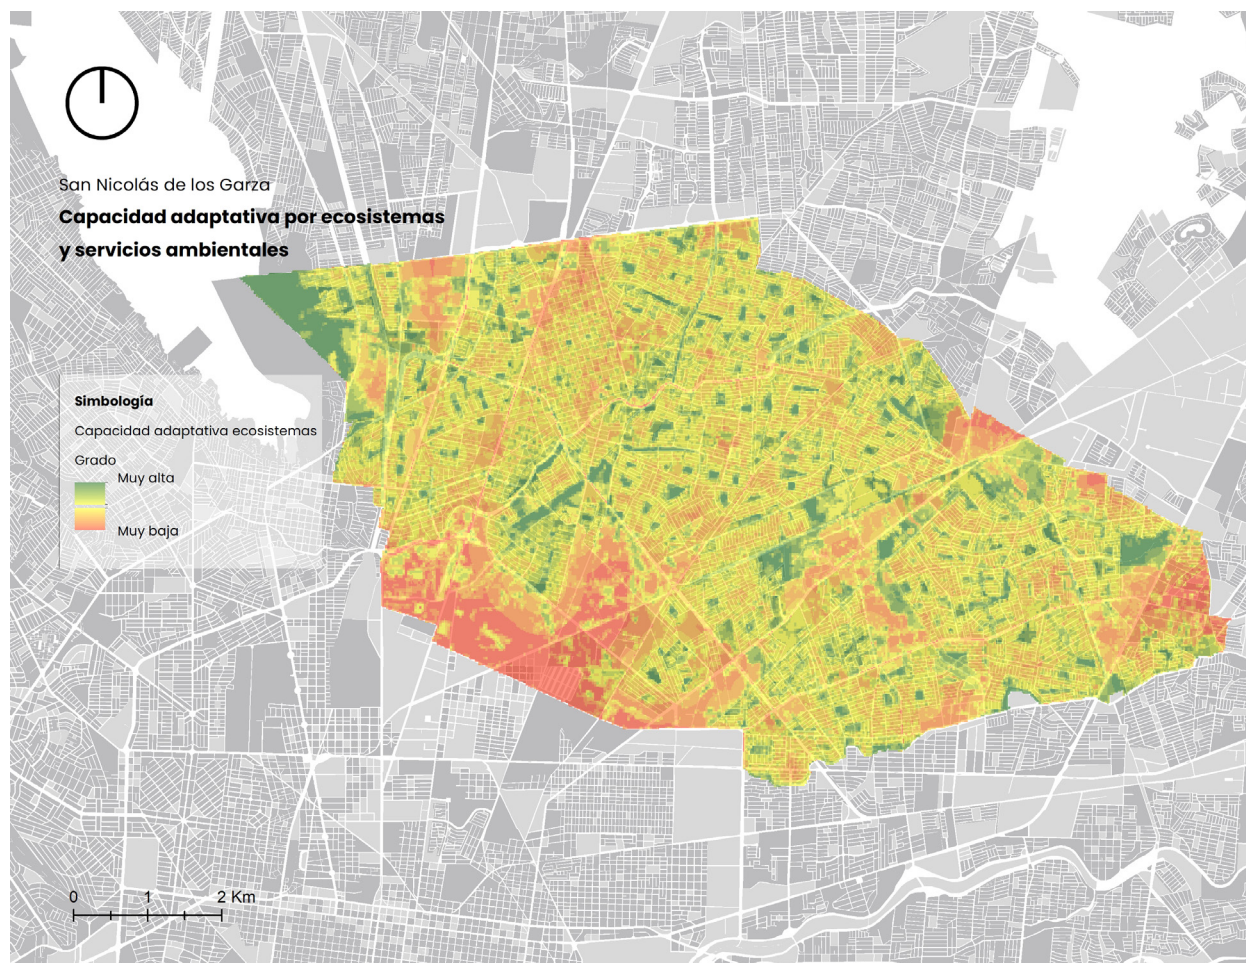 San Nicolás de los Garza
Capacidad adaptativa por ecosistemas
y servicios ambientales
Simbología
Capacidad adaptativa ecosistemas
Grado
Muy alta
Muy baja
0 1 2 Km